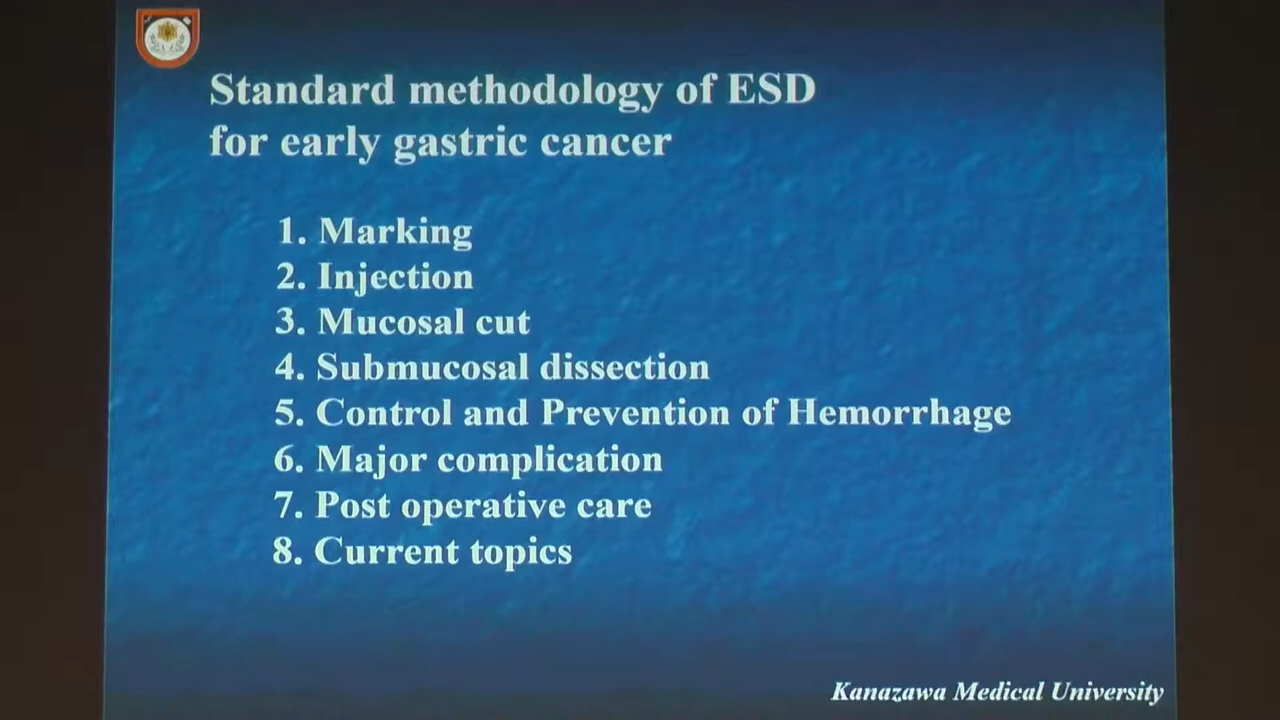 Standard methodology of ESD
for early gastric cancer
1. Marking
2. Injection
3. Mucosal cut
4. Submucosal dissection
5. Control and Prevention of Hemorrhage
6. Major complication
7. Post operative care
8. Current topics
Kanazawa Medical University